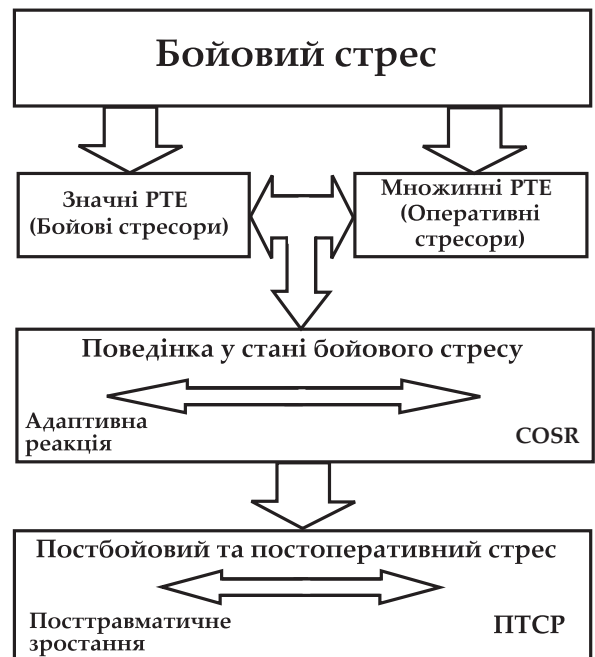 Бойовий стрес
Значні PTE
(Бойові стресори)
Множинні PTE
(Оперативні
стресори)
Поведінка у стані бойового стресу
Адаптивна
реакція
COSR
Постбойовий та постоперативний стрес
Посттравматичне
зростання
ПТСР